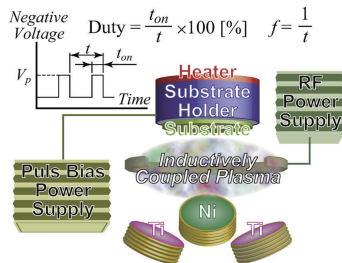 Negative
Voltage
Duty = t_on/t ×100 [%]
f = 1/t
V_p
t
t_on
Time
Heater
Substrate
Holder
Substrate
RF
Power
Supply
Inductively
Coupled Plasma
Puls Bias
Power
Supply
Ni
Ti
Ti